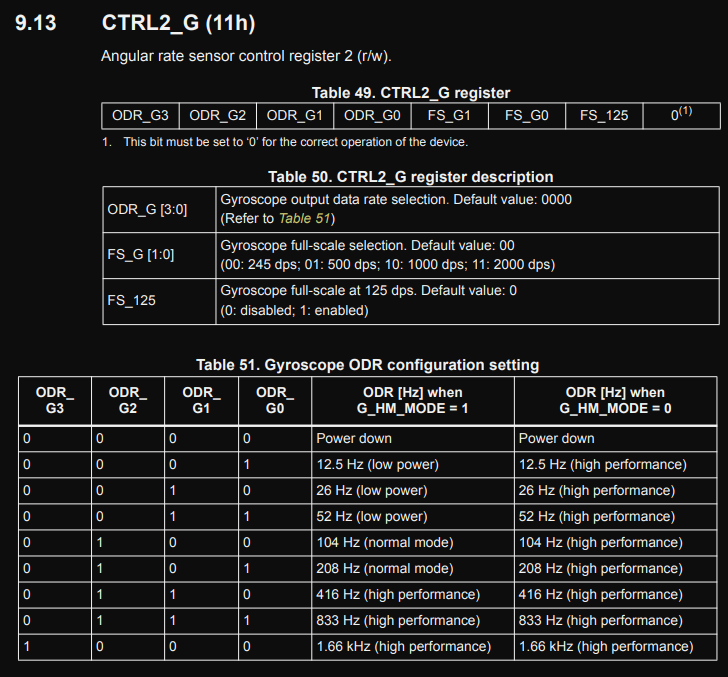 9.13 CTRL2_G (11h)
Angular rate sensor control register 2 (r/w).
Table 49. CTRL2_G register
ODR_G3 ODR_G2 ODR_G1 ODR_G0 FS_G1 FS_G0 FS_125 0(1)
1. This bit must be set to ‘0’ for the correct operation of the device.
Table 50. CTRL2_G register description
ODR_G [3:0] Gyroscope output data rate selection. Default value: 0000
(Refer to Table 51)
FS_G [1:0] Gyroscope full-scale selection. Default value: 00
(00: 245 dps; 01: 500 dps; 10: 1000 dps; 11: 2000 dps)
FS_125 Gyroscope full-scale at 125 dps. Default value: 0
(0: disabled; 1: enabled)
Table 51. Gyroscope ODR configuration setting
ODR_ ODR_ ODR_ ODR_ ODR [Hz] when ODR [Hz] when
G3 G2 G1 G0 G_HM_MODE = 1 G_HM_MODE = 0
0 0 0 0 Power down Power down
0 0 0 1 12.5 Hz (low power) 12.5 Hz (high performance)
0 0 1 0 26 Hz (low power) 26 Hz (high performance)
0 0 1 1 52 Hz (low power) 52 Hz (high performance)
0 1 0 0 104 Hz (normal mode) 104 Hz (high performance)
0 1 0 1 208 Hz (normal mode) 208 Hz (high performance)
0 1 1 0 416 Hz (high performance) 416 Hz (high performance)
0 1 1 1 833 Hz (high performance) 833 Hz (high performance)
1 0 0 0 1.66 kHz (high performance) 1.66 kHz (high performance)